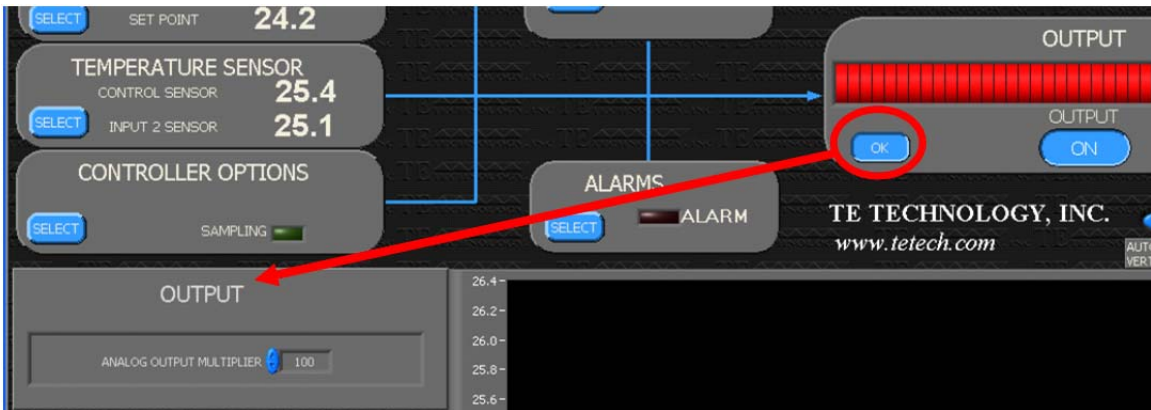 SELECT SET POINT 24.2
TEMPERATURE SENSOR
CONTROL SENSOR 25.4
SELECT INPUT 2 SENSOR 25.1
CONTROLLER OPTIONS
SELECT SAMPLING
ALARMS
SELECT ALARM
OUTPUT
OUTPUT
OK ON
TE TECHNOLOGY, INC.
www.tetech.com
AUTO
VERT
OUTPUT
ANALOG OUTPUT MULTIPLIER 100
26.4
26.2
26.0
25.8
25.6